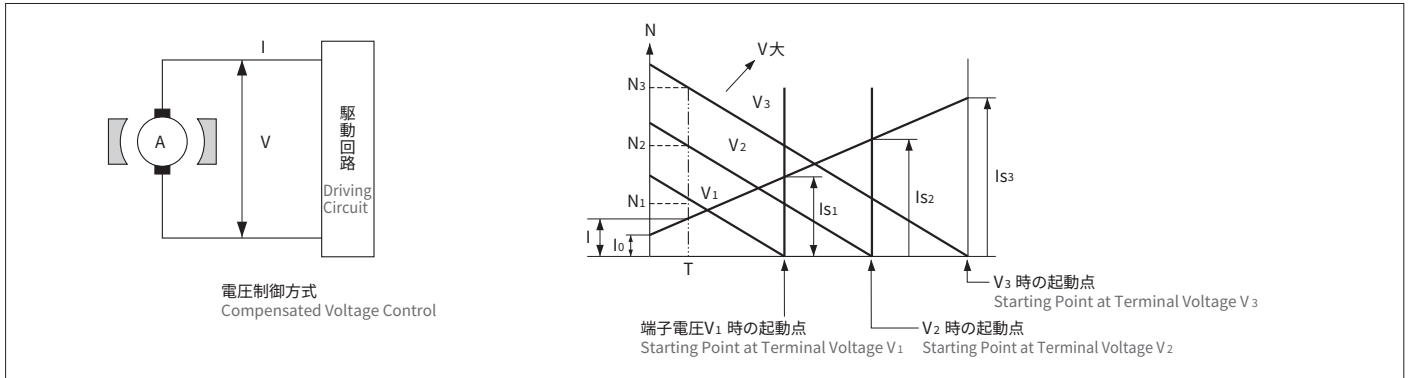 I
A
V
駆動回路
Driving
Circuit
電圧制御方式
Compensated Voltage Control
N
V大
N3
V3
N2
V2
N1
V1
I
I0
Is1
Is2
Is3
T
V3 時の起動点
Starting Point at Terminal Voltage V3
端子電圧V1 時の起動点
Starting Point at Terminal Voltage V1
V2 時の起動点
Starting Point at Terminal Voltage V2